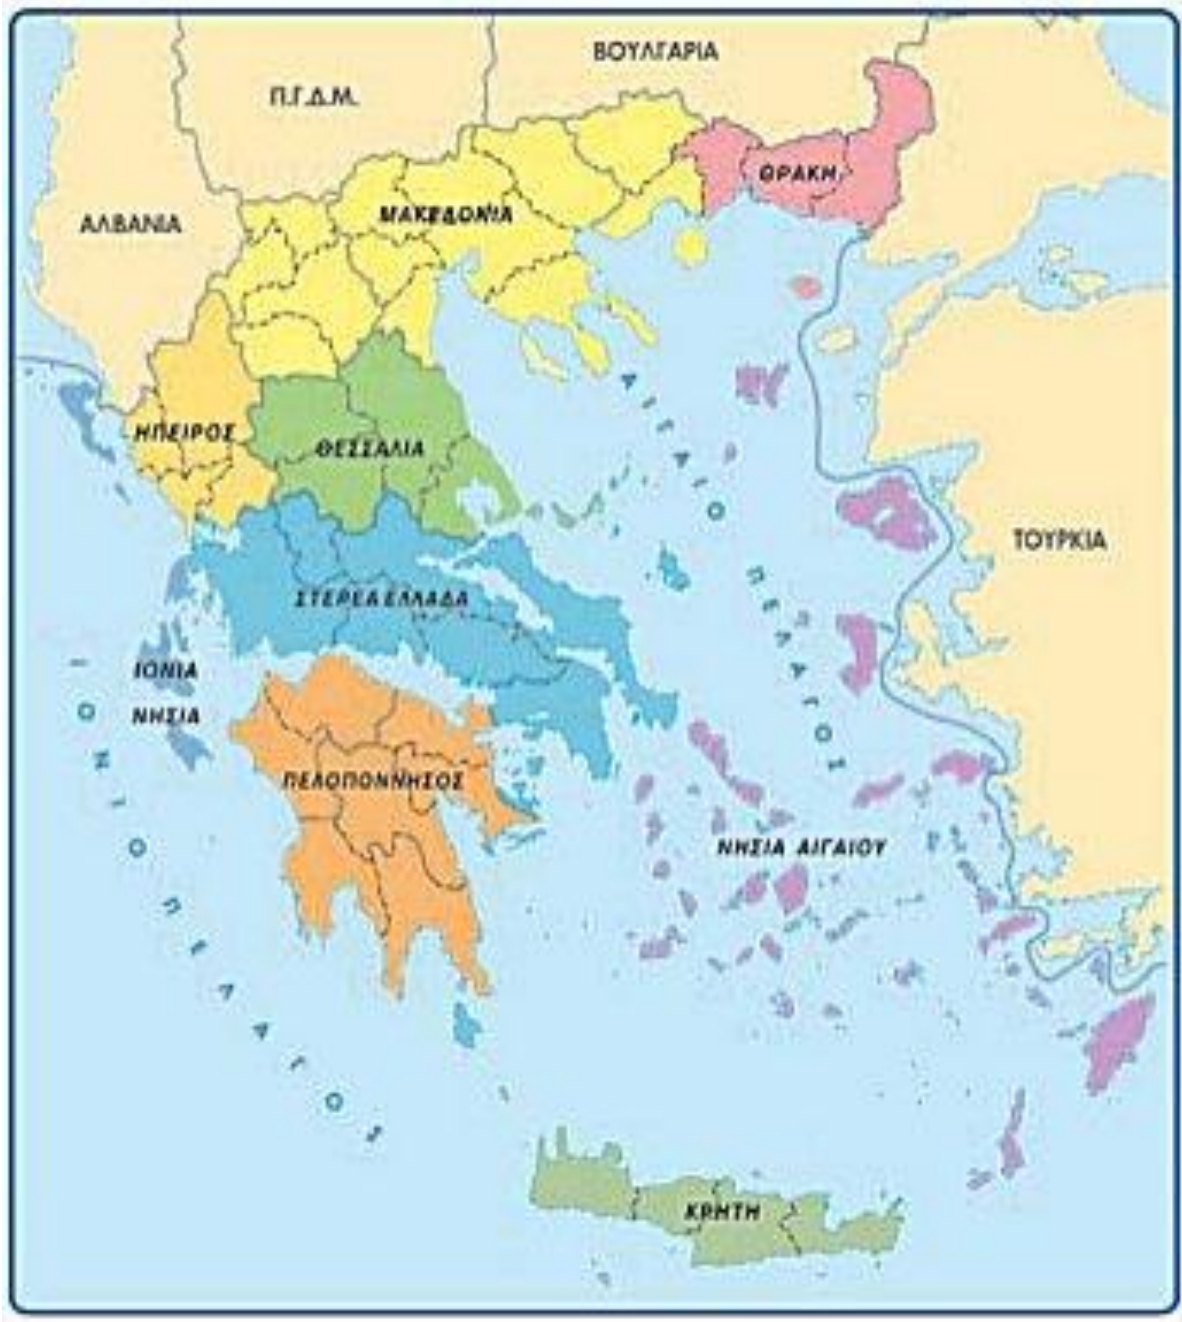 ΒΟΥΛΓΑΡΙΑ
Π.Γ.Δ.Μ.
ΘΡΑΚΗ
ΜΑΚΕΔΟΝΙΑ
ΑΛΒΑΝΙΑ
ΗΠΕΙΡΟΣ
ΘΕΣΣΑΛΙΑ
ΑΙΓΑΙΟ ΠΕΛΑΓΟΣ
ΤΟΥΡΚΙΑ
ΣΤΕΡΕΑ ΕΛΛΑΔΑ
ΙΟΝΙΑ
ΝΗΣΙΑ
ΙΟΝΙΟ ΠΕΛΑΓΟΣ
ΠΕΛΟΠΟΝΝΗΣΟΣ
ΝΗΣΙΑ ΑΙΓΑΙΟΥ
ΚΡΗΤΗ